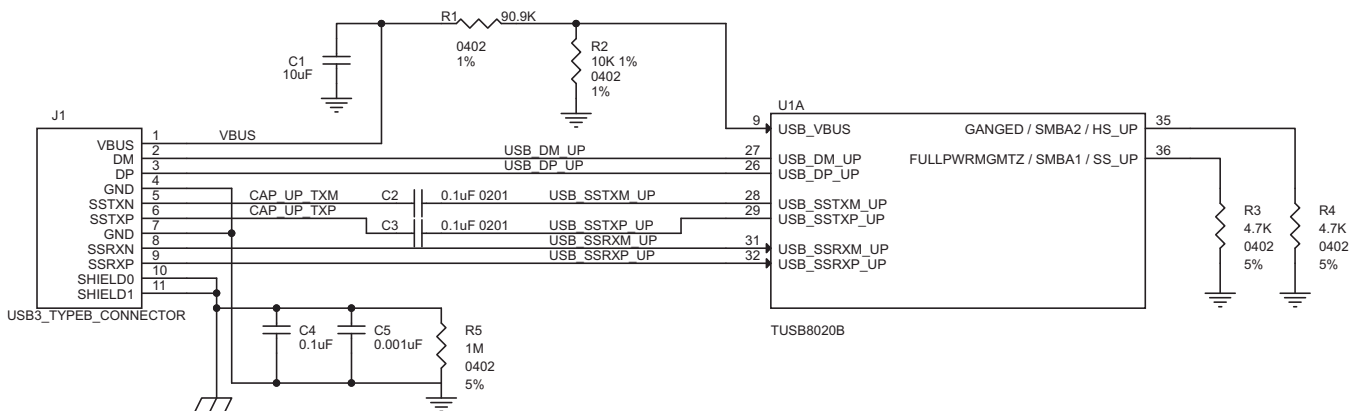 R1 90.9K
0402
1%
C1
10uF
R2
10K 1%
0402
1%
J1
U1A
VBUS 1 VBUS
DM 2 USB_DM_UP
DP 3 USB_DP_UP
GND 4
SSTXN 5 CAP_UP_TXM C2 0.1uF 0201 USB_SSTXM_UP
SSTXP 6 CAP_UP_TXP C3 0.1uF 0201 USB_SSTXP_UP
GND 7
SSRXN 8 USB_SSRXM_UP
SSRXP 9 USB_SSRXP_UP
SHIELD0 10
SHIELD1 11
USB3_TYPEB_CONNECTOR
9 USB_VBUS
27 USB_DM_UP
26 USB_DP_UP
28 USB_SSTXM_UP
29 USB_SSTXP_UP
31 USB_SSRXM_UP
32 USB_SSRXP_UP
GANGED / SMBA2 / HS_UP 35
FULLPWRMGMTZ / SMBA1 / SS_UP 36
TUSB8020B
R3
4.7K
0402
5%
R4
4.7K
0402
5%
C4
0.1uF
C5
0.001uF
R5
1M
0402
5%